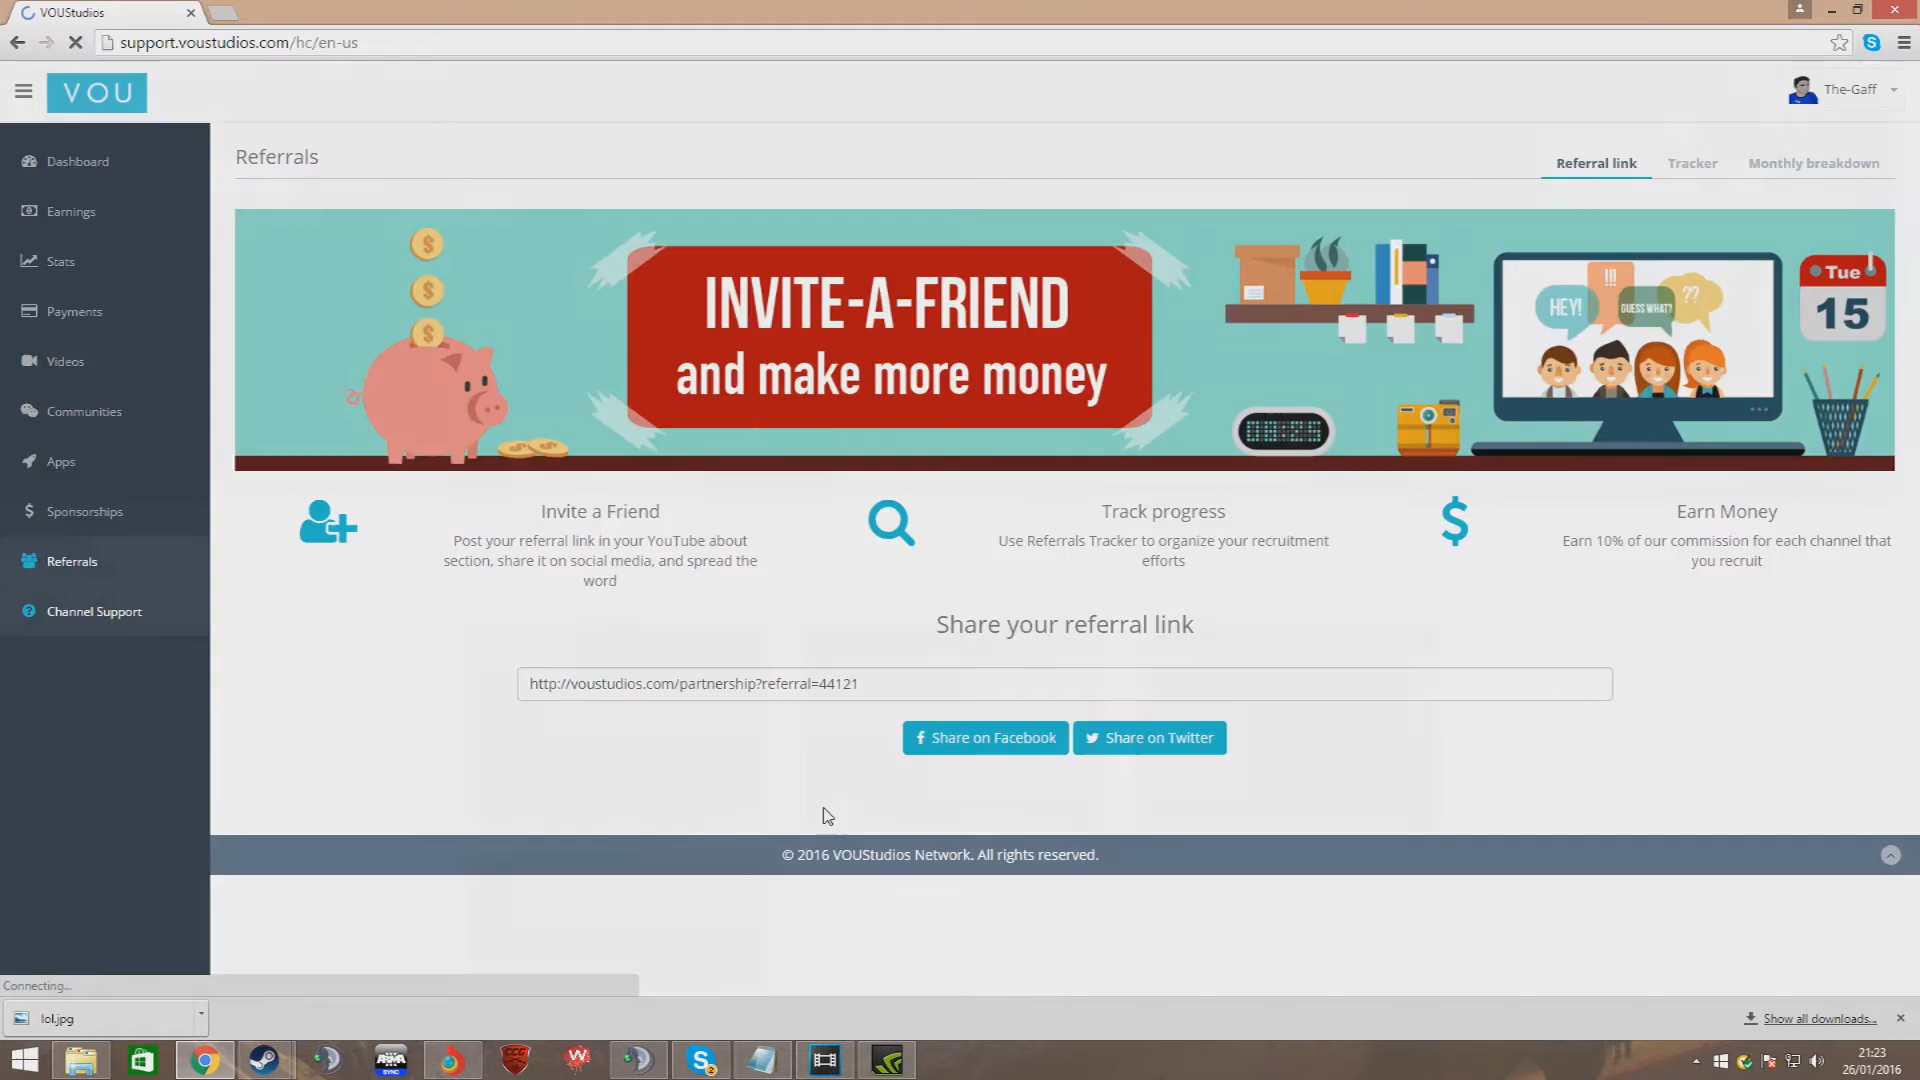 VOUStudios
support.voustudios.com/hc/en-us
VOU
The-Gaff
Dashboard
Earnings
Stats
Payments
Videos
Communities
Apps
Sponsorships
Referrals
Channel Support
Referrals
Referral link
Tracker
Monthly breakdown
INVITE-A-FRIEND
and make more money
HEY!
!!!
GUESS WHAT?
??
Tue
15
Invite a Friend
Post your referral link in your YouTube about
section, share it on social media, and spread the
word
Track progress
Use Referrals Tracker to organize your recruitment
efforts
Earn Money
Earn 10% of our commission for each channel that
you recruit
Share your referral link
http://voustudios.com/partnership?referral=44121
Share on Facebook
Share on Twitter
© 2016 VOUStudios Network. All rights reserved.
Connecting...
lol.jpg
Show all downloads...
ARMA
SYNC
CCG
W
S
2
21:23
26/01/2016